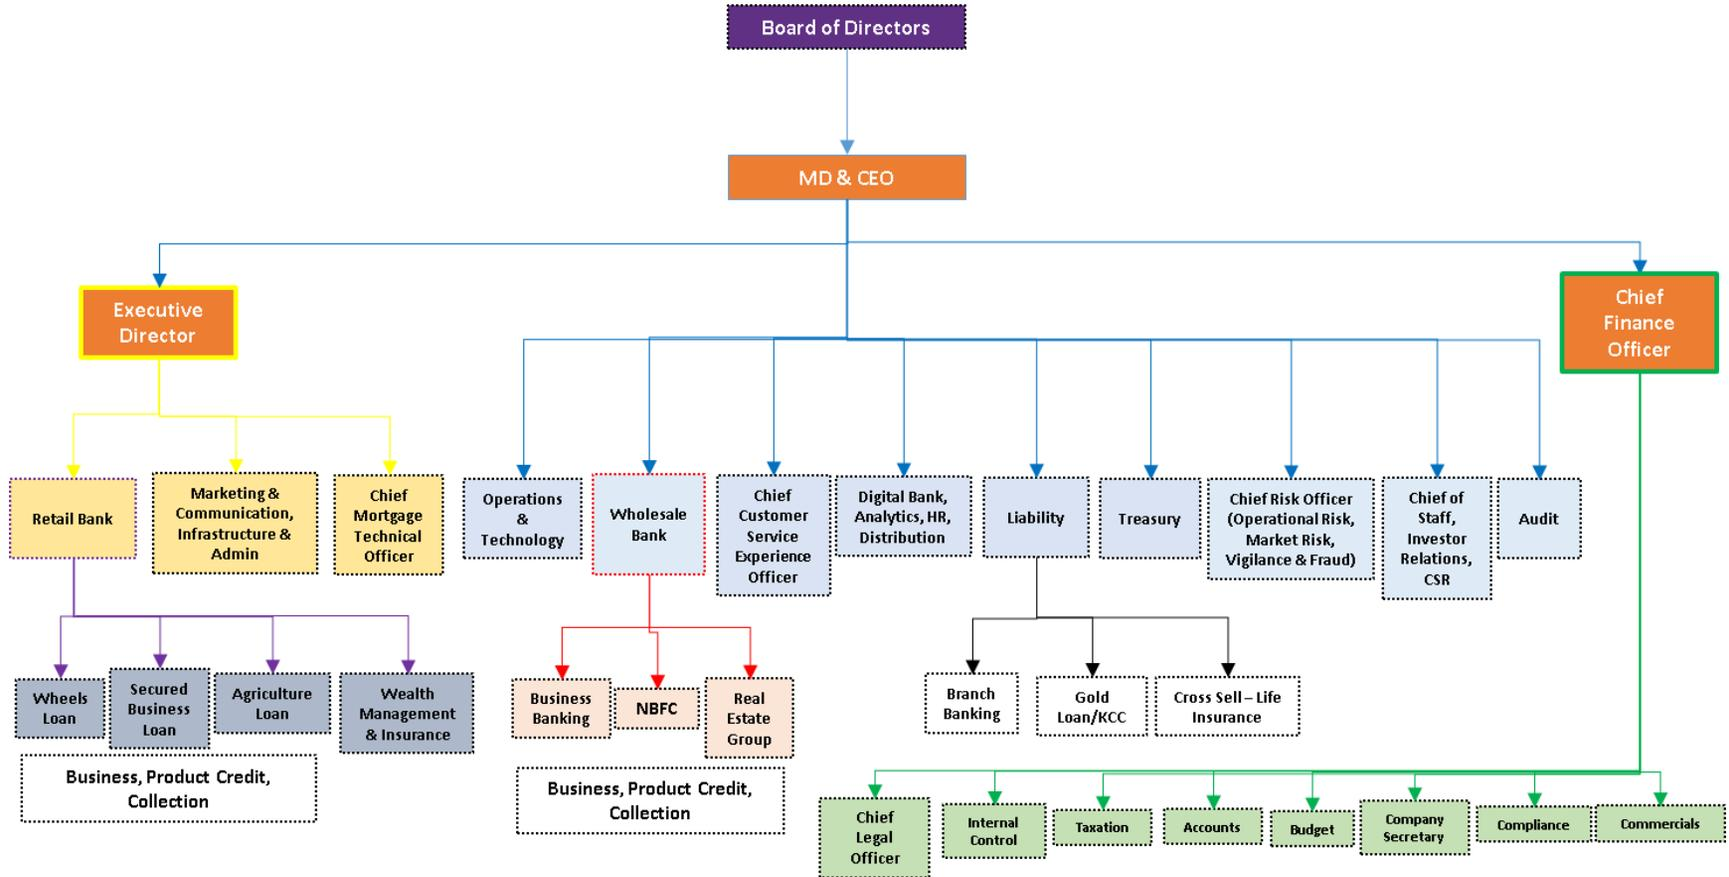 Board of Directors
MD & CEO
Executive
Director
Chief
Finance
Officer
Retail Bank
Marketing &
Communication,
Infrastructure &
Admin
Chief
Mortgage
Technical
Officer
Operations
&
Technology
Wholesale
Bank
Chief
Customer
Service
Experience
Officer
Digital Bank,
Analytics, HR,
Distribution
Liability
Treasury
Chief Risk Officer
(Operational Risk,
Market Risk,
Vigilance & Fraud)
Chief of
Staff,
Investor
Relations,
CSR
Audit
Wheels
Loan
Secured
Business
Loan
Agriculture
Loan
Wealth
Management
& Insurance
Business, Product Credit,
Collection
Business
Banking
NBFC
Real
Estate
Group
Business, Product Credit,
Collection
Branch
Banking
Gold
Loan/KCC
Cross Sell – Life
Insurance
Chief
Legal
Officer
Internal
Control
Taxation
Accounts
Budget
Company
Secretary
Compliance
Commercials